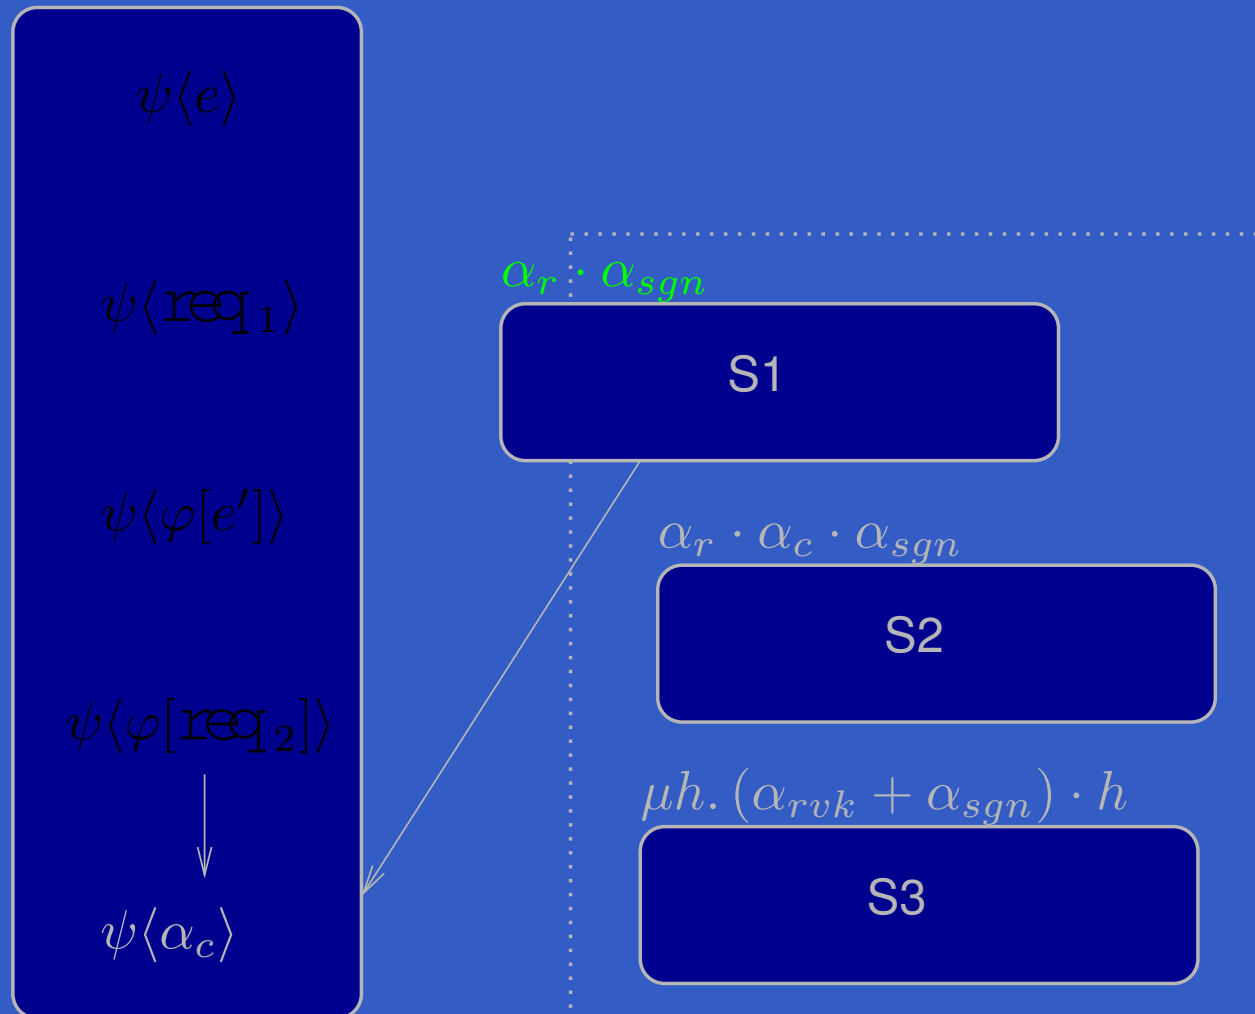 ψ⟨e⟩
ψ⟨req₁⟩
ψ⟨φ[e′]⟩
ψ⟨φ[req₂]⟩
ψ⟨α_c⟩
α_r · α_sgn
S1
α_r · α_c · α_sgn
S2
μh. (α_rvk + α_sgn) · h
S3